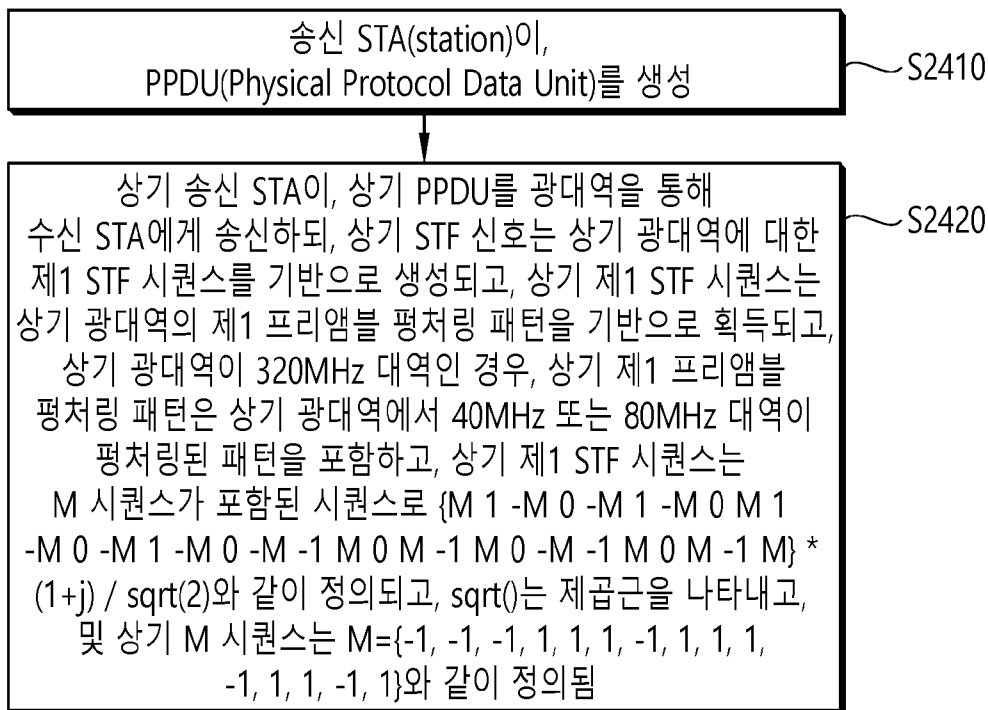 송신 STA(station)이,
PPDU(Physical Protocol Data Unit)를 생성
S2410
상기 송신 STA이, 상기 PPDU를 광대역을 통해
수신 STA에게 송신하되, 상기 STF 신호는 상기 광대역에 대한
제1 STF 시퀀스를 기반으로 생성되고, 상기 제1 STF 시퀀스는
상기 광대역의 제1 프리앰블 펑처링 패턴을 기반으로 획득되고,
상기 광대역이 320MHz 대역인 경우, 상기 제1 프리앰블
펑처링 패턴은 상기 광대역에서 40MHz 또는 80MHz 대역이
펑처링된 패턴을 포함하고, 상기 제1 STF 시퀀스는
M 시퀀스가 포함된 시퀀스로 {M 1 -M 0 -M 1 -M 0 M 1
-M 0 -M 1 -M 0 -M -1 M 0 M -1 M 0 -M -1 M 0 M -1 M} *
(1+j) / sqrt(2)와 같이 정의되고, sqrt()는 제곱근을 나타내고,
및 상기 M 시퀀스는 M={-1, -1, -1, 1, 1, 1, -1, 1, 1, 1,
-1, 1, 1, -1, 1}와 같이 정의됨
S2420